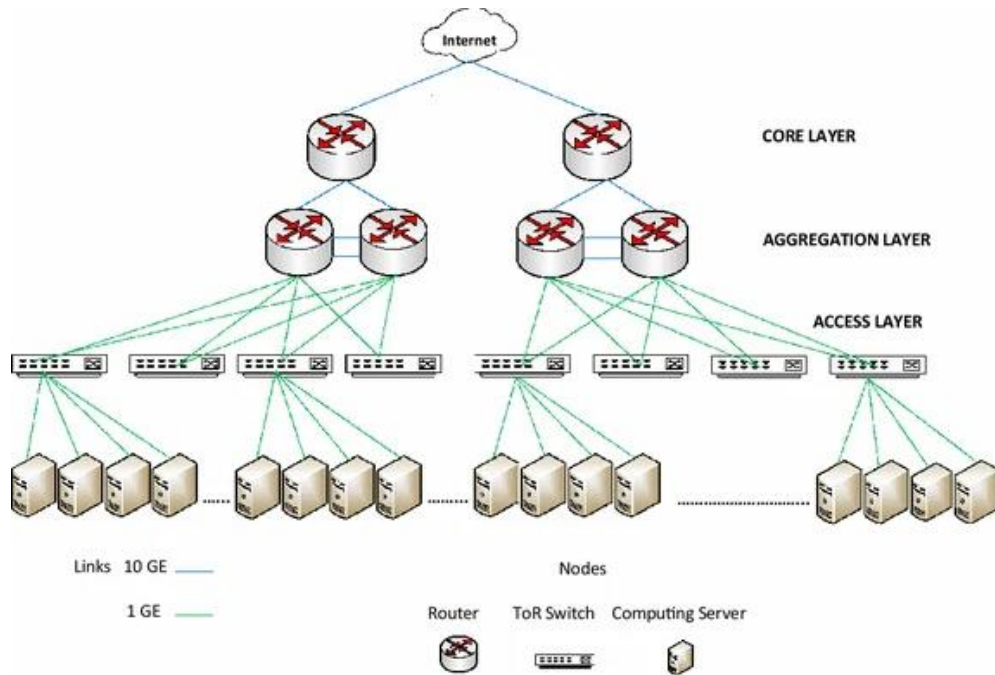 Internet
CORE LAYER
AGGREGATION LAYER
ACCESS LAYER
Links 10 GE
Nodes
1 GE
Router ToR Switch Computing Server